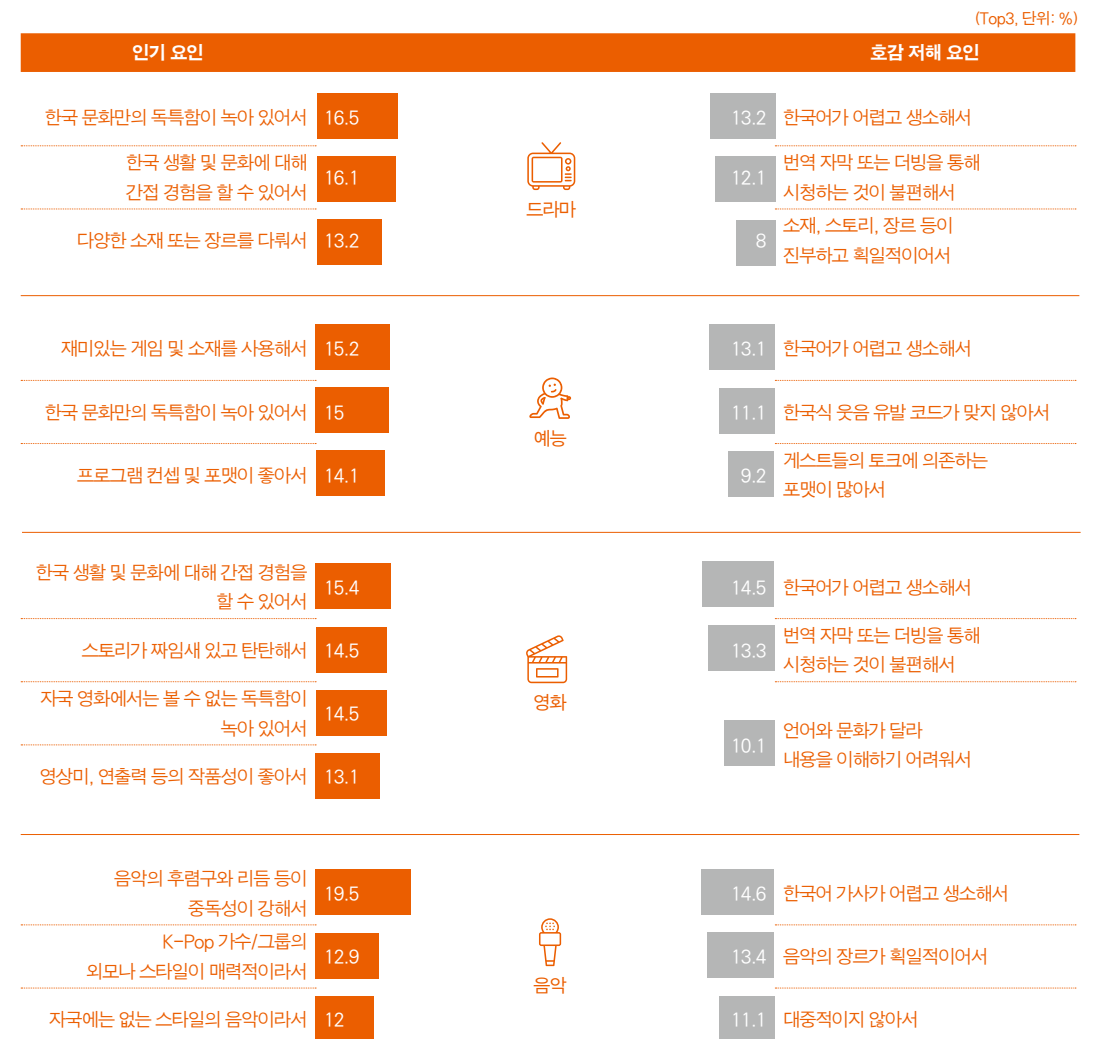 (Top3, 단위: %)
인기 요인
호감 저해 요인
한국 문화만의 독특함이 녹아 있어서
16.5
한국 생활 및 문화에 대해
간접 경험을 할 수 있어서
16.1
다양한 소재 또는 장르를 다뤄서
13.2
드라마
13.2
한국어가 어렵고 생소해서
12.1
번역 자막 또는 더빙을 통해
시청하는 것이 불편해서
8
소재, 스토리, 장르 등이
진부하고 획일적이어서
재미있는 게임 및 소재를 사용해서
15.2
한국 문화만의 독특함이 녹아 있어서
15
프로그램 컨셉 및 포맷이 좋아서
14.1
예능
13.1
한국어가 어렵고 생소해서
11.1
한국식 웃음 유발 코드가 맞지 않아서
9.2
게스트들의 토크에 의존하는
포맷이 많아서
한국 생활 및 문화에 대해 간접 경험을
할 수 있어서
15.4
스토리가 짜임새 있고 탄탄해서
14.5
자국 영화에서는 볼 수 없는 독특함이
녹아 있어서
14.5
영상미, 연출력 등의 작품성이 좋아서
13.1
영화
14.5
한국어가 어렵고 생소해서
13.3
번역 자막 또는 더빙을 통해
시청하는 것이 불편해서
10.1
언어와 문화가 달라
내용을 이해하기 어려워서
음악의 후렴구와 리듬 등이
중독성이 강해서
19.5
K-Pop 가수/그룹의
외모나 스타일이 매력적이라서
12.9
자국에는 없는 스타일의 음악이라서
12
음악
14.6
한국어 가사가 어렵고 생소해서
13.4
음악의 장르가 획일적이어서
11.1
대중적이지 않아서